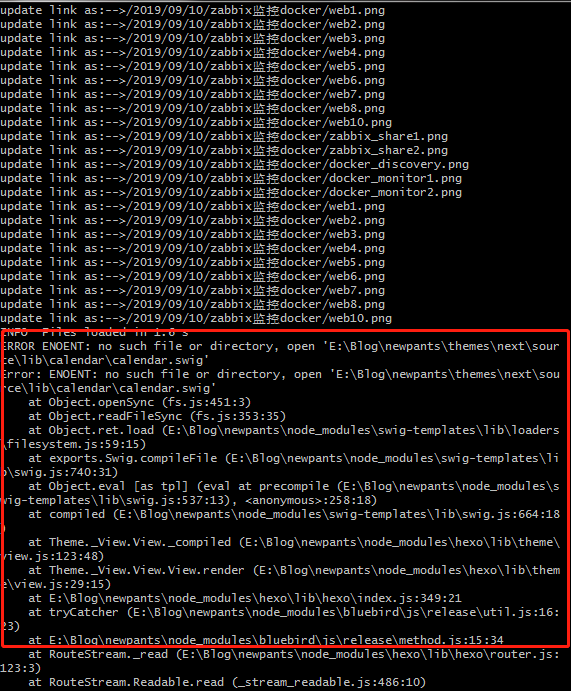 update link as:-->/2019/09/10/zabbix监控docker/web1.png
update link as:-->/2019/09/10/zabbix监控docker/web2.png
update link as:-->/2019/09/10/zabbix监控docker/web3.png
update link as:-->/2019/09/10/zabbix监控docker/web4.png
update link as:-->/2019/09/10/zabbix监控docker/web5.png
update link as:-->/2019/09/10/zabbix监控docker/web6.png
update link as:-->/2019/09/10/zabbix监控docker/web7.png
update link as:-->/2019/09/10/zabbix监控docker/web8.png
update link as:-->/2019/09/10/zabbix监控docker/web10.png
update link as:-->/2019/09/10/zabbix监控docker/zabbix_share1.png
update link as:-->/2019/09/10/zabbix监控docker/zabbix_share2.png
update link as:-->/2019/09/10/zabbix监控docker/docker_discovery.png
update link as:-->/2019/09/10/zabbix监控docker/docker_monitor1.png
update link as:-->/2019/09/10/zabbix监控docker/docker_monitor2.png
update link as:-->/2019/09/10/zabbix监控docker/web1.png
update link as:-->/2019/09/10/zabbix监控docker/web2.png
update link as:-->/2019/09/10/zabbix监控docker/web3.png
update link as:-->/2019/09/10/zabbix监控docker/web4.png
update link as:-->/2019/09/10/zabbix监控docker/web5.png
update link as:-->/2019/09/10/zabbix监控docker/web6.png
update link as:-->/2019/09/10/zabbix监控docker/web7.png
update link as:-->/2019/09/10/zabbix监控docker/web8.png
update link as:-->/2019/09/10/zabbix监控docker/web10.png
INFO  Files loaded in 1.6 s
ERROR ENOENT: no such file or directory, open 'E:\Blog\newpants\themes\next\sour
ce\lib\calendar\calendar.swig'
Error: ENOENT: no such file or directory, open 'E:\Blog\newpants\themes\next\sou
rce\lib\calendar\calendar.swig'
    at Object.openSync (fs.js:451:3)
    at Object.readFileSync (fs.js:353:35)
    at Object.ret.load (E:\Blog\newpants\node_modules\swig-templates\lib\loaders
\filesystem.js:59:15)
    at exports.Swig.compileFile (E:\Blog\newpants\node_modules\swig-templates\li
b\swig.js:740:31)
    at Object.eval [as tpl] (eval at precompile (E:\Blog\newpants\node_modules\s
wig-templates\lib\swig.js:537:13), <anonymous>:258:18)
    at compiled (E:\Blog\newpants\node_modules\swig-templates\lib\swig.js:664:18
)
    at Theme._View.View._compiled (E:\Blog\newpants\node_modules\hexo\lib\theme\
view.js:123:48)
    at Theme._View.View.render (E:\Blog\newpants\node_modules\hexo\lib\them
e\view.js:29:15)
    at E:\Blog\newpants\node_modules\hexo\lib\hexo\index.js:349:21
    at tryCatcher (E:\Blog\newpants\node_modules\bluebird\js\release\util.js:16:
23)
    at E:\Blog\newpants\node_modules\bluebird\js\release\method.js:15:34
    at RouteStream._read (E:\Blog\newpants\node_modules\hexo\lib\hexo\router.js:
123:3)
    at RouteStream.Readable.read (_stream_readable.js:486:10)